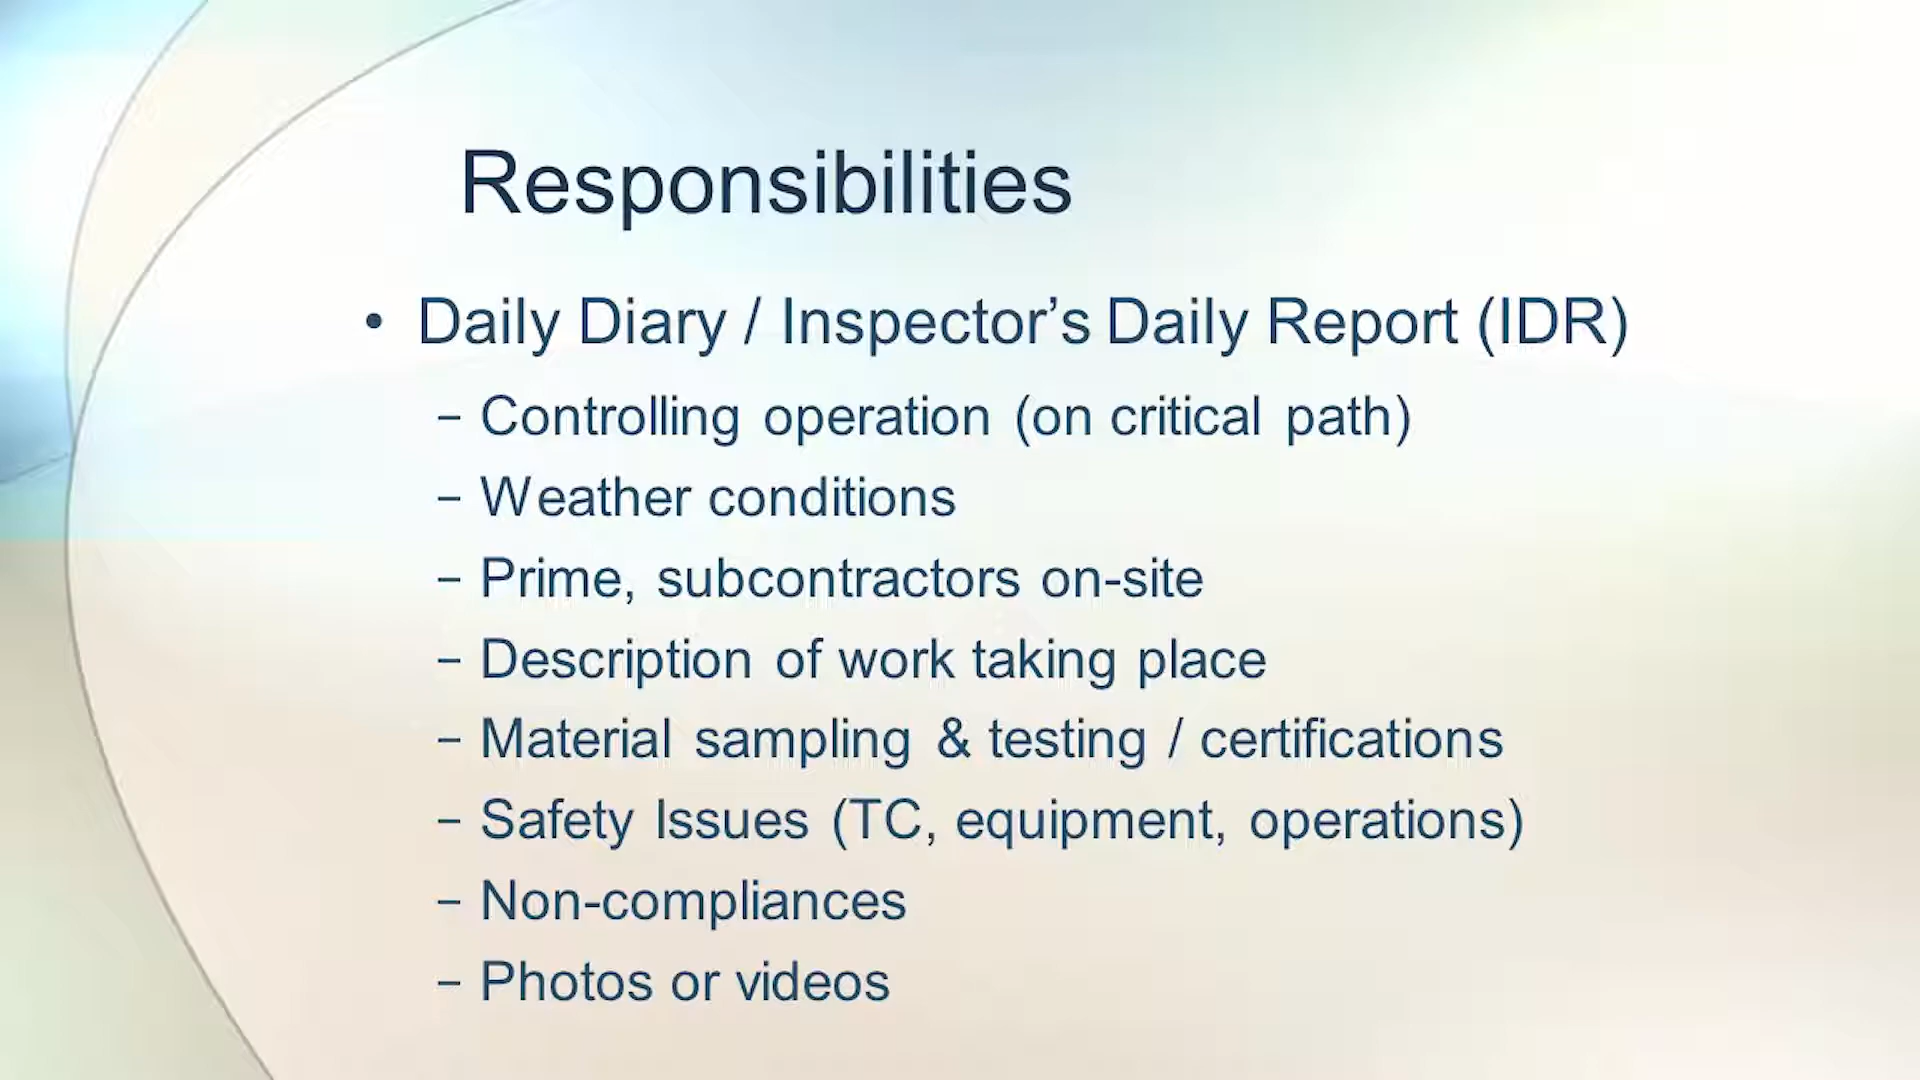 Responsibilities
• Daily Diary / Inspector’s Daily Report (IDR)
– Controlling operation (on critical path)
– Weather conditions
– Prime, subcontractors on-site
– Description of work taking place
– Material sampling & testing / certifications
– Safety Issues (TC, equipment, operations)
– Non-compliances
– Photos or videos